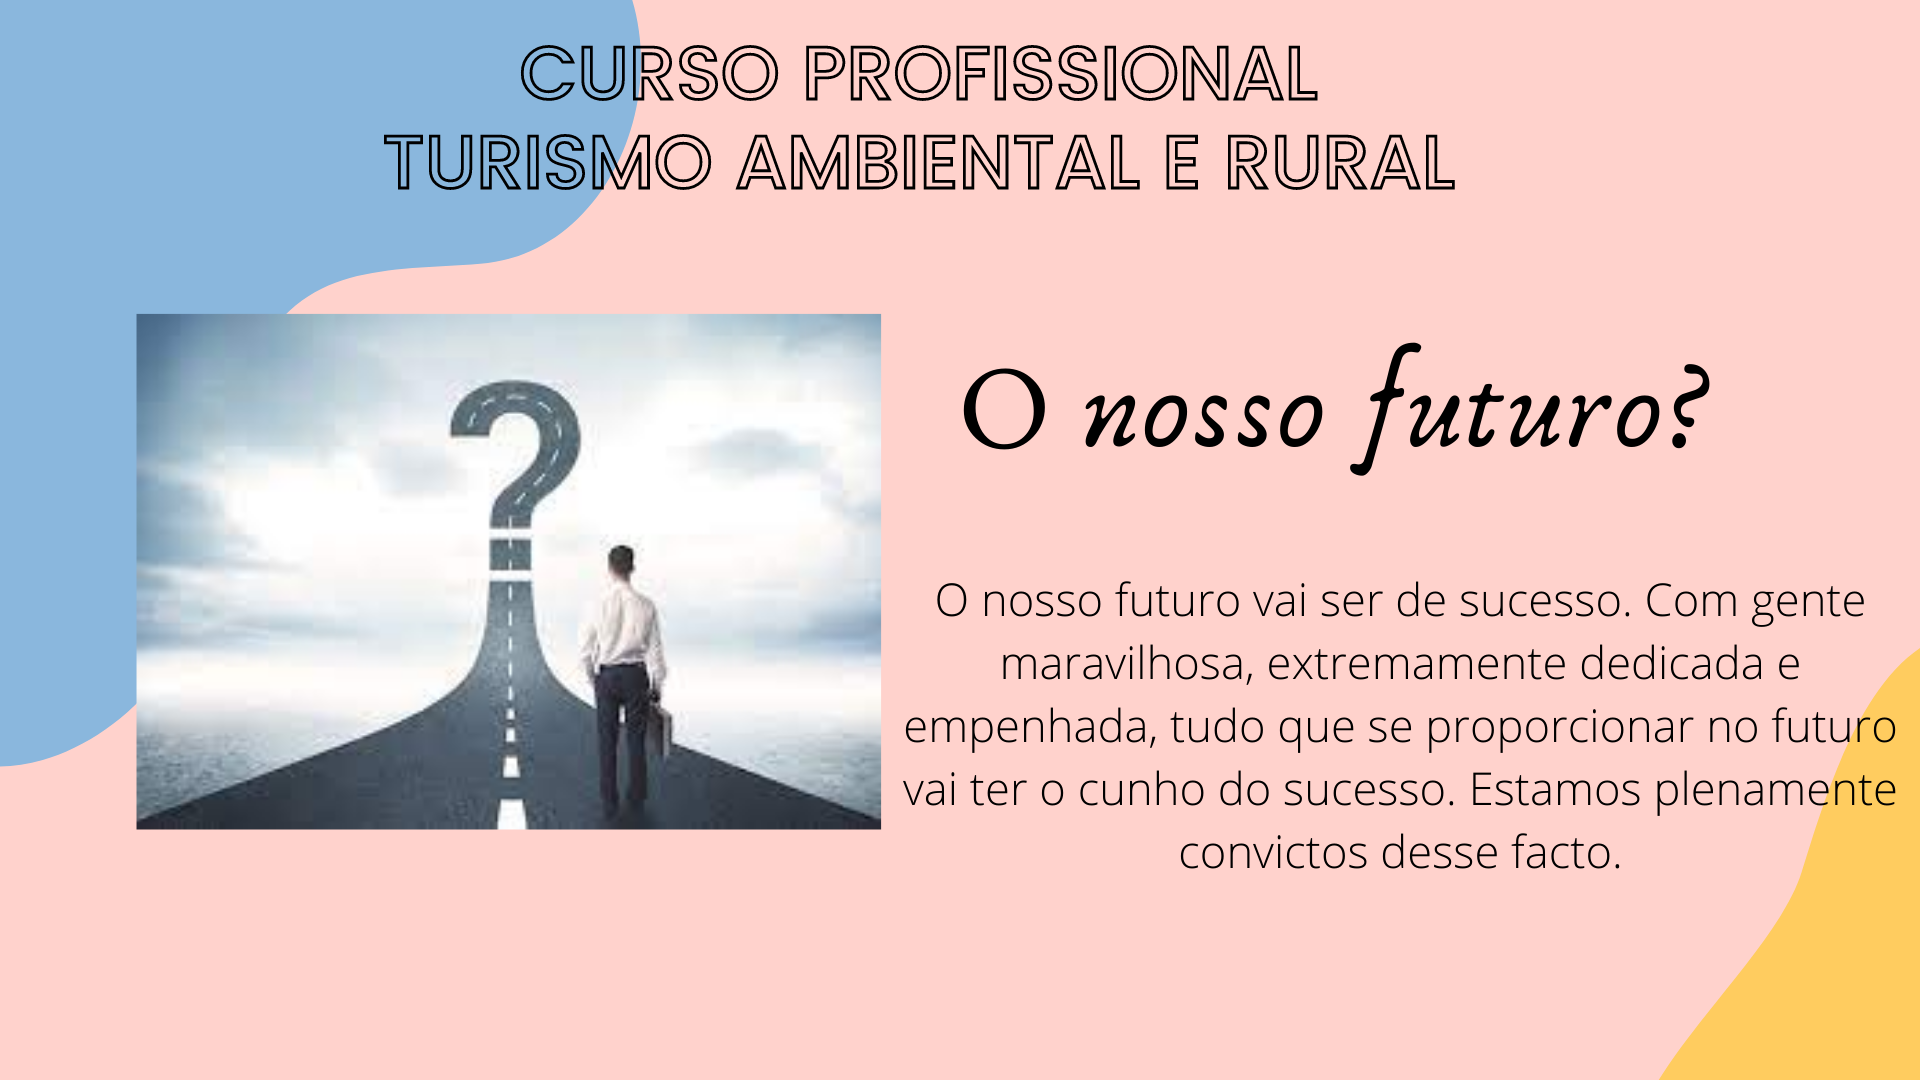 CURSO PROFISSIONAL
TURISMO AMBIENTAL E RURAL
O nosso futuro?
O nosso futuro vai ser de sucesso. Com gente
maravilhosa, extremamente dedicada e
empenhada, tudo que se proporcionar no futuro
vai ter o cunho do sucesso. Estamos plenamente
convictos desse facto.